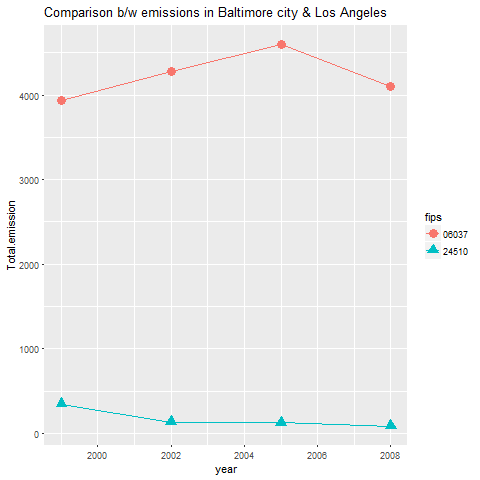 Comparison b/w emissions in Baltimore city & Los Angeles
Total.emission
4000
3000
2000
1000
0
2000 2002 2004 2006 2008
year
fips
06037
24510